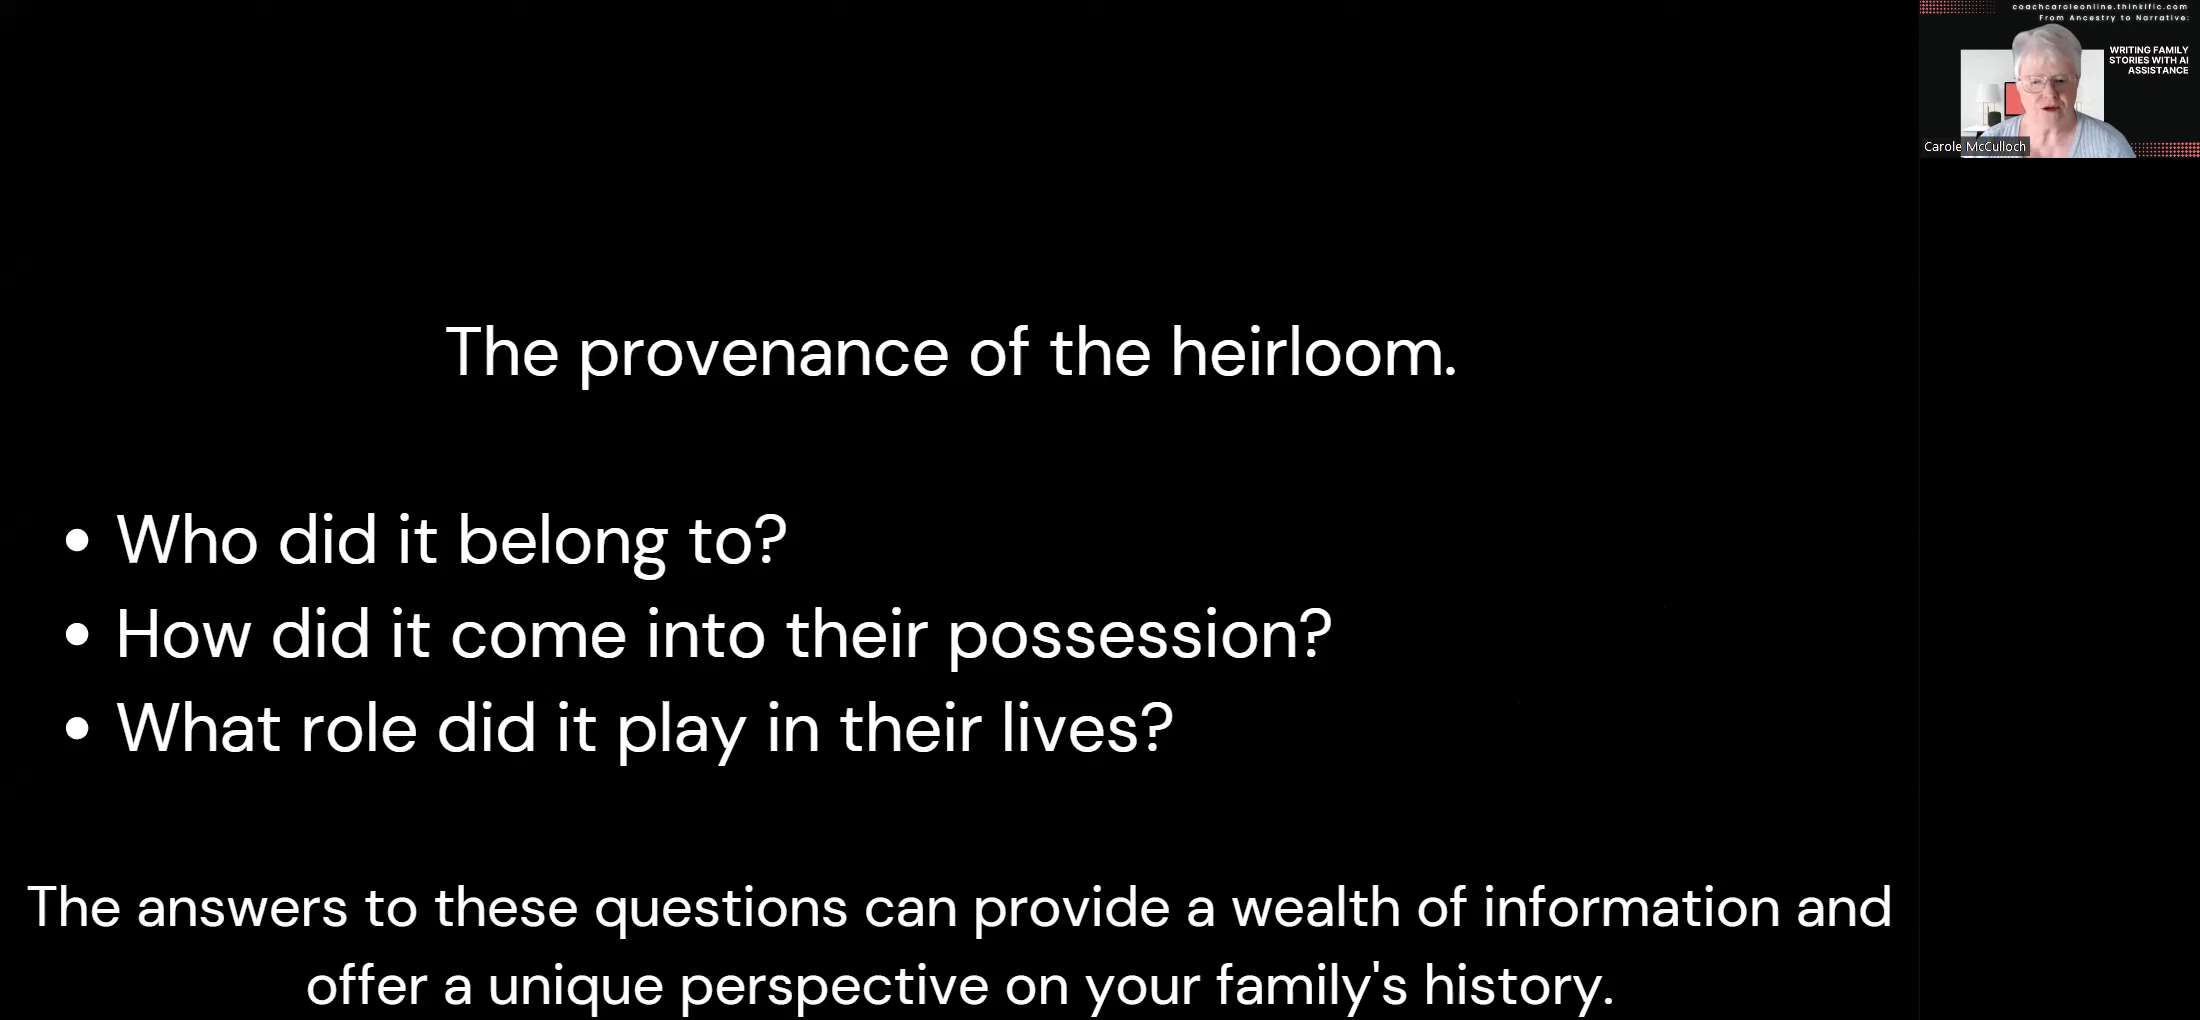 coachcaroleonline.thinkific.com
From Ancestry to Narrative:
WRITING FAMILY
STORIES WITH AI
ASSISTANCE
Carole McCulloch
The provenance of the heirloom.
• Who did it belong to?
• How did it come into their possession?
• What role did it play in their lives?
The answers to these questions can provide a wealth of information and
offer a unique perspective on your family's history.